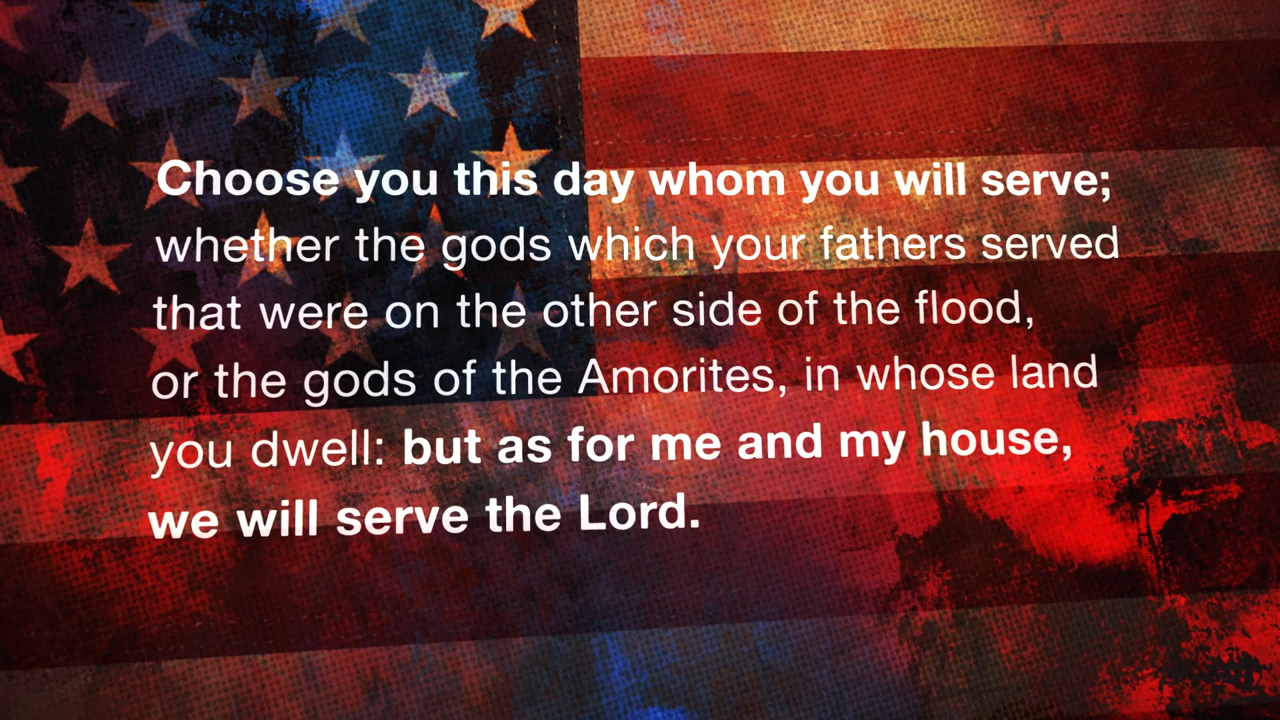 Choose you this day whom you will serve;
whether the gods which your fathers served
that were on the other side of the flood,
or the gods of the Amorites, in whose land
you dwell: but as for me and my house,
we will serve the Lord.